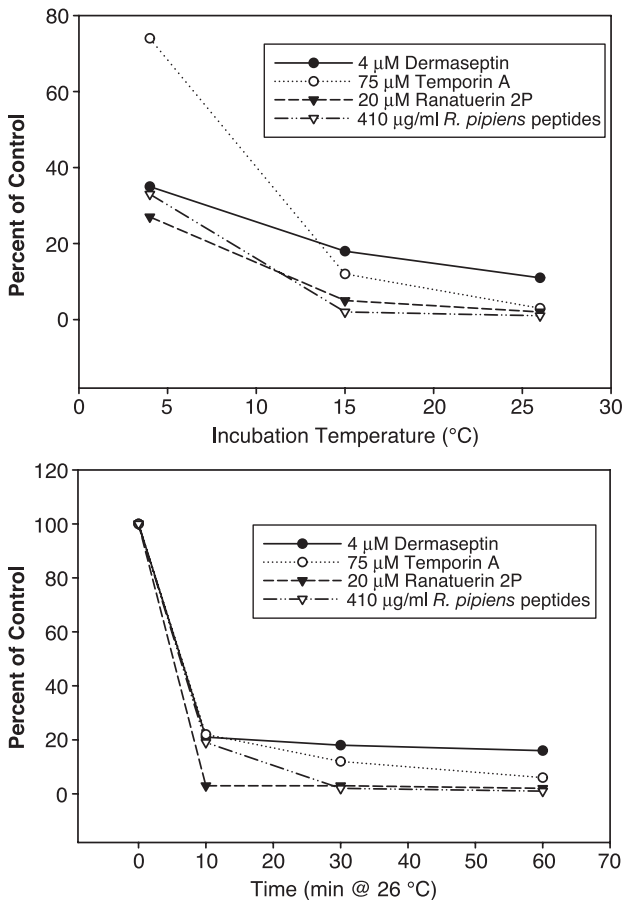 80
60
40
20
0
Percent of Control
4 μM Dermaseptin
75 μM Temporin A
20 μM Ranatuerin 2P
410 μg/ml R. pipiens peptides
0 5 10 15 20 25 30
Incubation Temperature (°C)
120
100
80
60
40
20
0
Percent of Control
4 μM Dermaseptin
75 μM Temporin A
20 μM Ranatuerin 2P
410 μg/ml R. pipiens peptides
0 10 20 30 40 50 60 70
Time (min @ 26 °C)